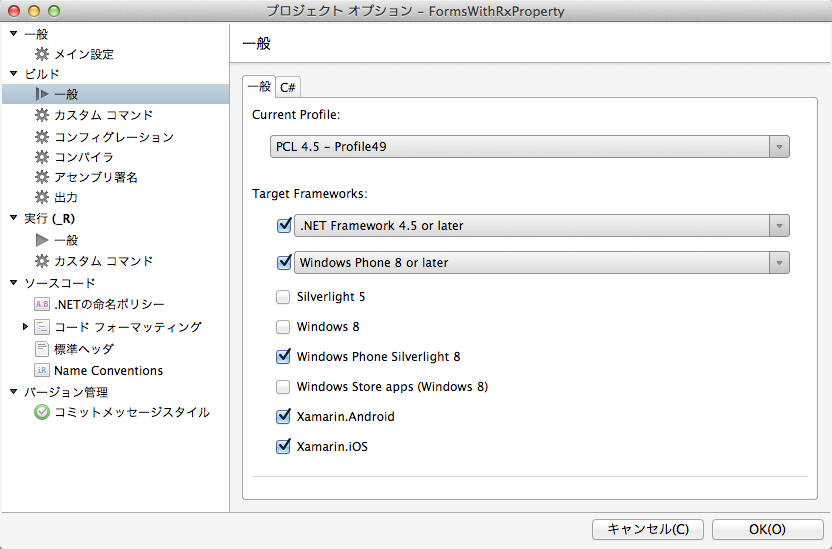 プロジェクト オプション – FormsWithRxProperty
一般
メイン設定
ビルド
一般
カスタム コマンド
コンフィグレーション
コンパイラ
アセンブリ署名
出力
実行 (_R)
一般
カスタム コマンド
ソースコード
A.B .NETの命名ポリシー
コード フォーマッティング
標準ヘッダ
iR Name Conventions
バージョン管理
コミットメッセージスタイル
一般
一般 C#
Current Profile:
PCL 4.5 – Profile49
Target Frameworks:
.NET Framework 4.5 or later
Windows Phone 8 or later
Silverlight 5
Windows 8
Windows Phone Silverlight 8
Windows Store apps (Windows 8)
Xamarin.Android
Xamarin.iOS
キャンセル(C) OK(O)